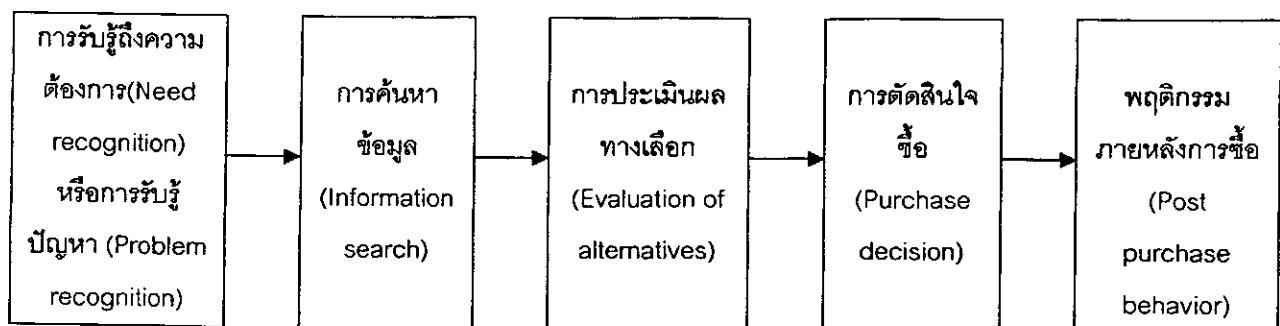 การรับรู้ถึงความ
ต้องการ(Need
recognition)
หรือการรับรู้
ปัญหา (Problem
recognition)
การค้นหา
ข้อมูล
(Information
search)
การประเมินผล
ทางเลือก
(Evaluation of
alternatives)
การตัดสินใจ
ซื้อ
(Purchase
decision)
พฤติกรรม
ภายหลังการซื้อ
(Post
purchase
behavior)